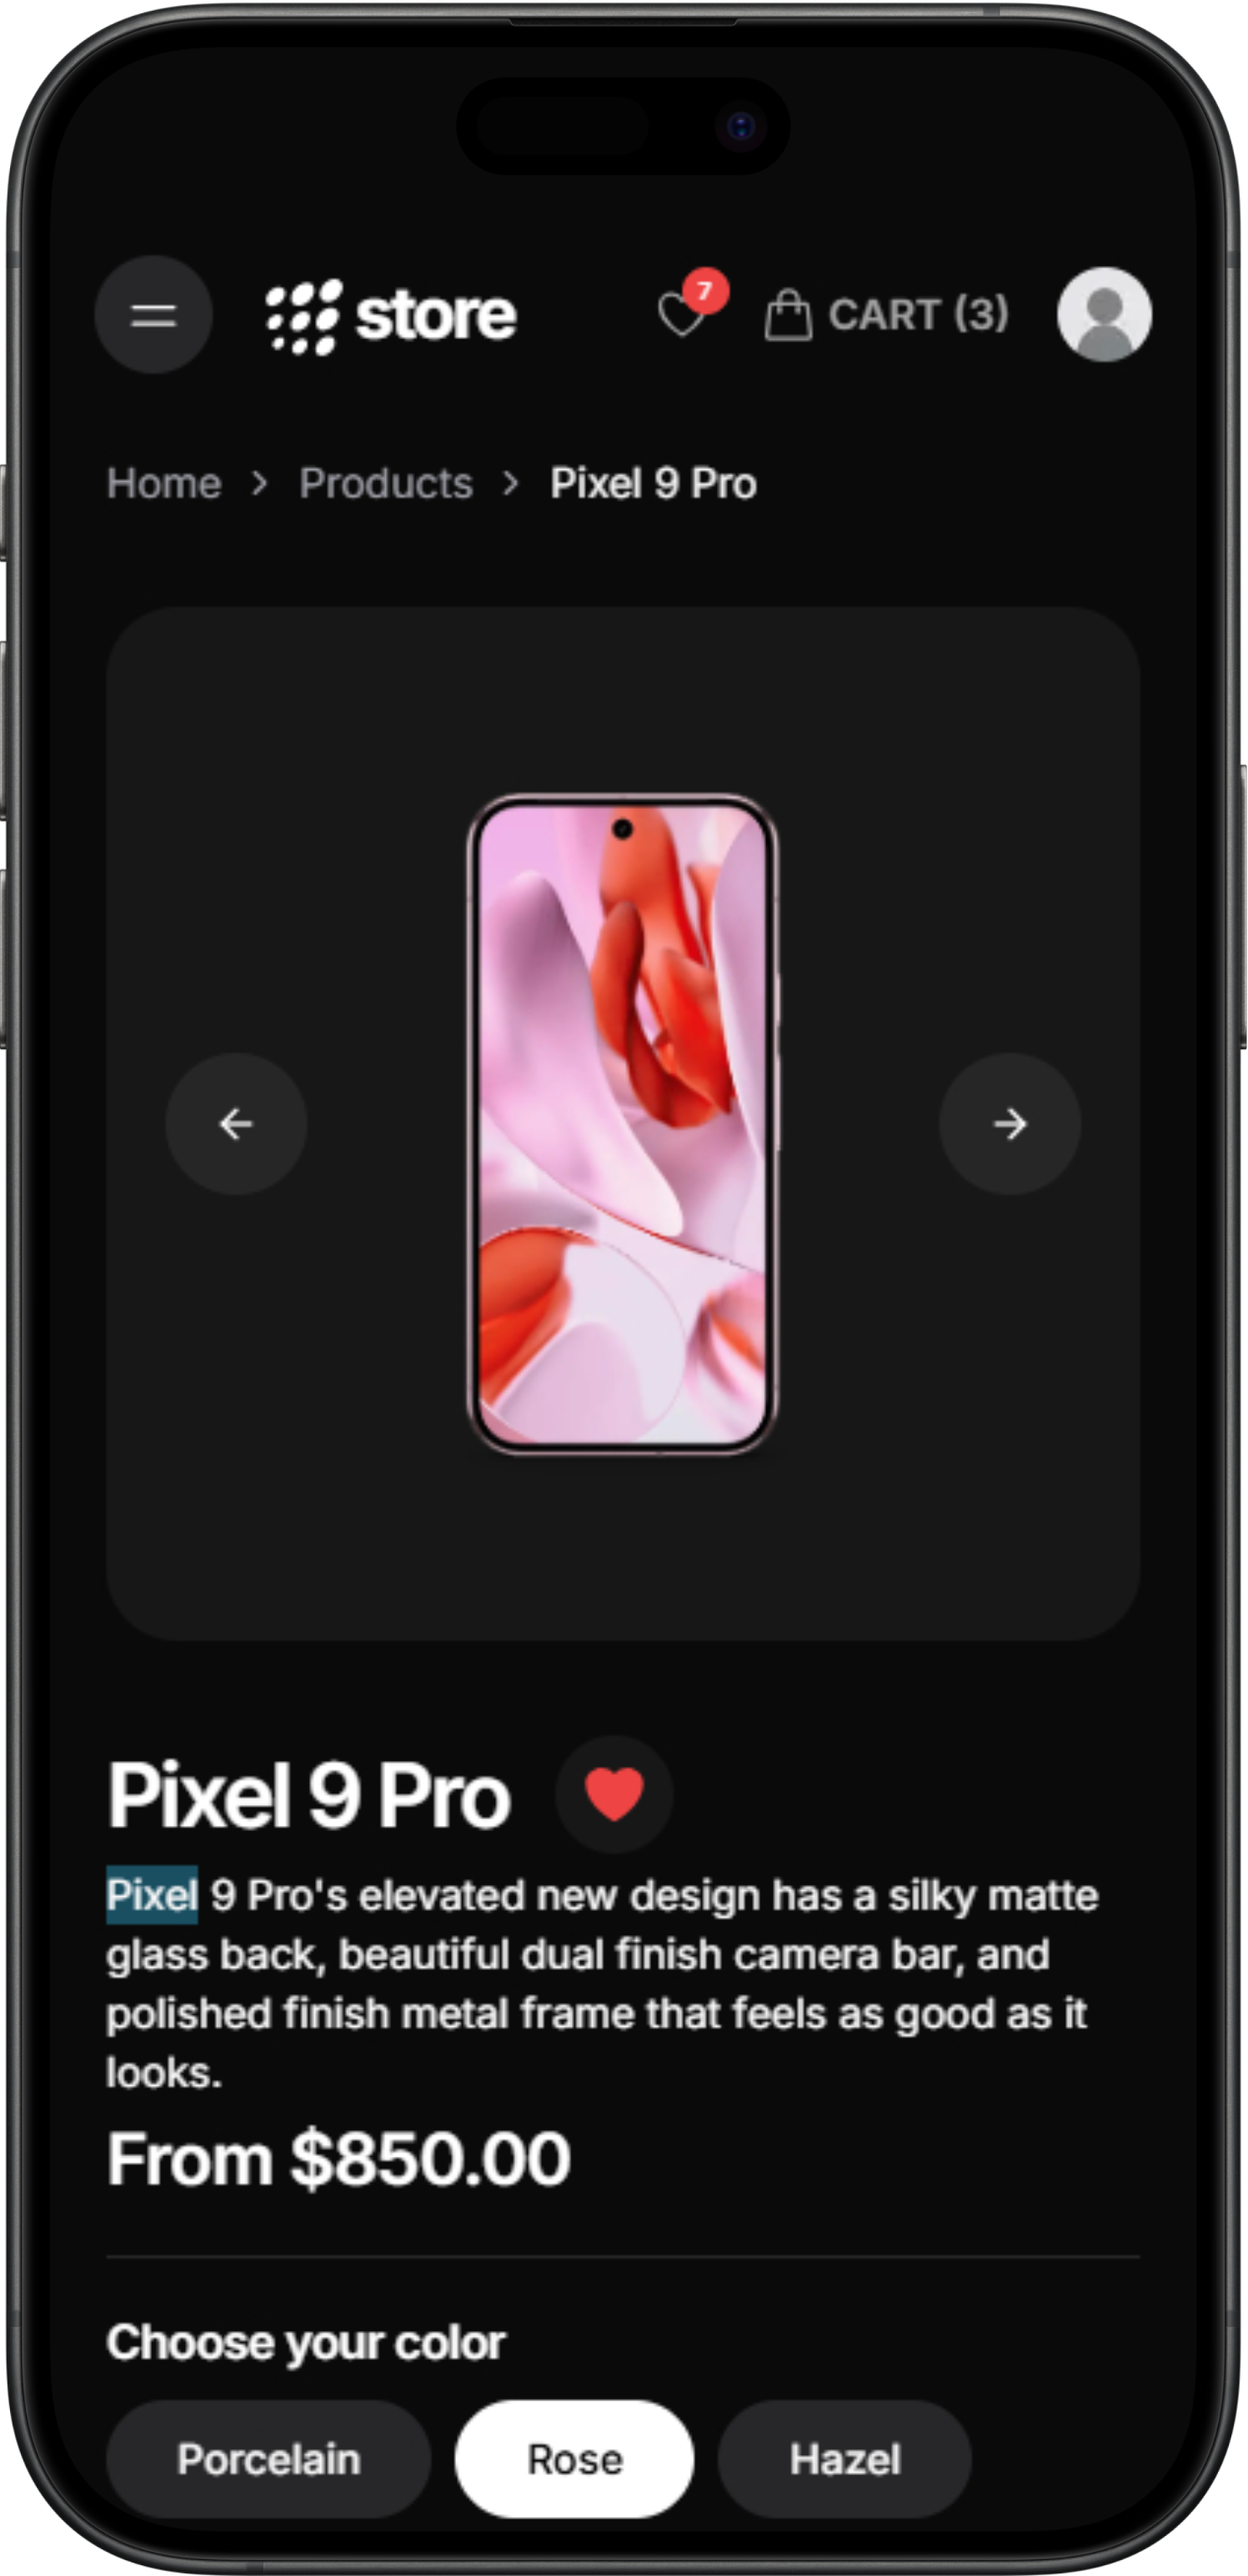 store
7
CART (3)
Home > Products > Pixel 9 Pro
Pixel 9 Pro
Pixel 9 Pro's elevated new design has a silky matte
glass back, beautiful dual finish camera bar, and
polished finish metal frame that feels as good as it
looks.
From $850.00
Choose your color
Porcelain
Rose
Hazel